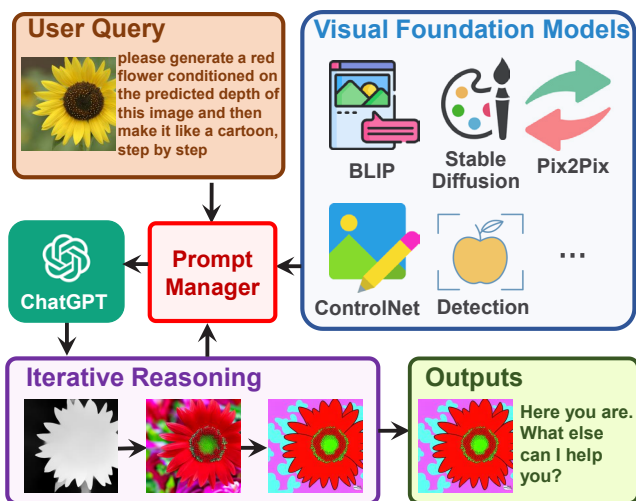 User Query
please generate a red
flower conditioned on
the predicted depth of
this image and then
make it like a cartoon,
step by step
Visual Foundation Models
BLIP
Stable
Diffusion
Pix2Pix
ControlNet
Detection
...
ChatGPT
Prompt
Manager
Iterative Reasoning
Outputs
Here you are.
What else
can I help
you?